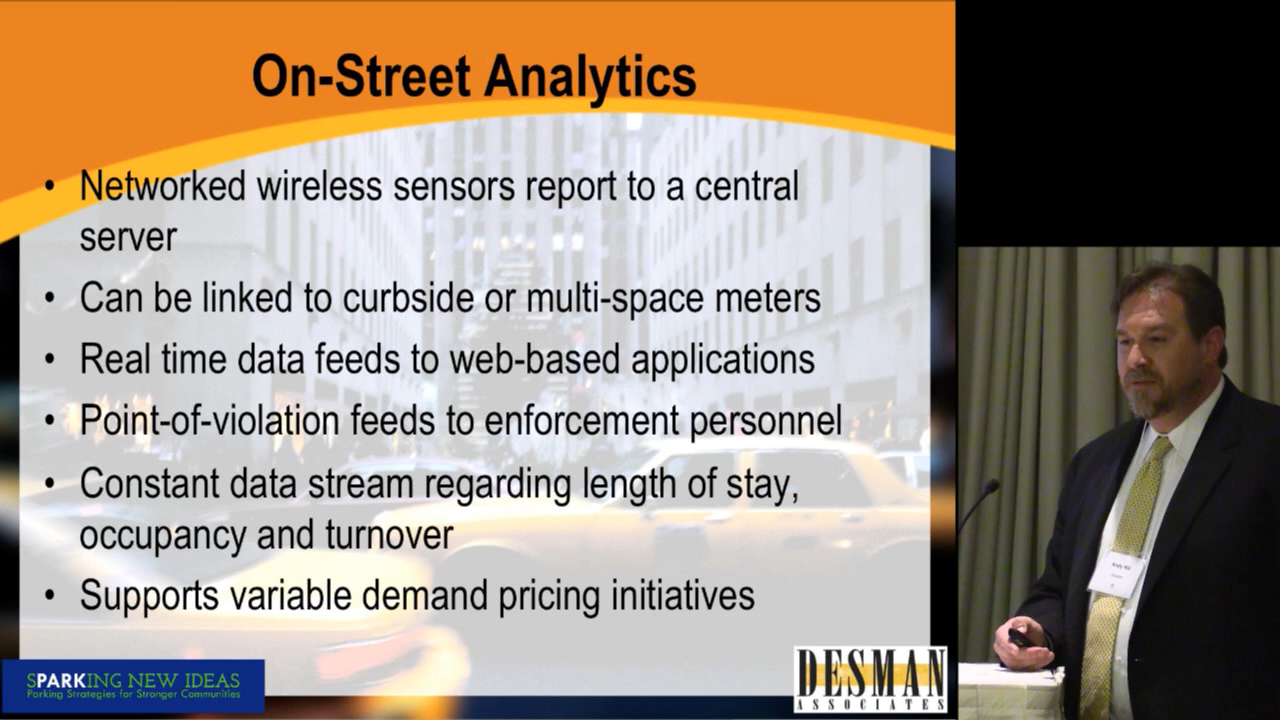 On-Street Analytics
• Networked wireless sensors report to a central
server
• Can be linked to curbside or multi-space meters
• Real time data feeds to web-based applications
• Point-of-violation feeds to enforcement personnel
• Constant data stream regarding length of stay,
occupancy and turnover
• Supports variable demand pricing initiatives
SPARKING NEW IDEAS
Parking Strategies for Stronger Communities
DESMAN
ASSOCIATES